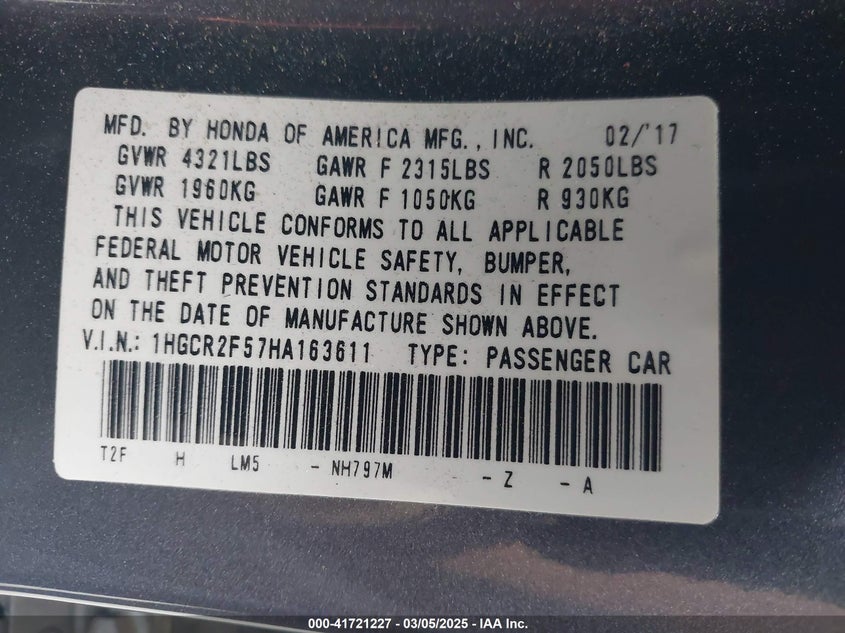 MFD. BY HONDA OF AMERICA MFG., INC. 02/'17
GVWR 4321LBS GAWR F 2315LBS R 2050LBS
GVWR 1960KG GAWR F 1050KG R 930KG
THIS VEHICLE CONFORMS TO ALL APPLICABLE
FEDERAL MOTOR VEHICLE SAFETY, BUMPER,
AND THEFT PREVENTION STANDARDS IN EFFECT
ON THE DATE OF MANUFACTURE SHOWN ABOVE.
V.I.N.: 1HGCR2F57HA163611 TYPE: PASSENGER CAR
T2F H LM5 - NH797M - Z - A
000-41721227 - 03/05/2025 - IAA Inc.